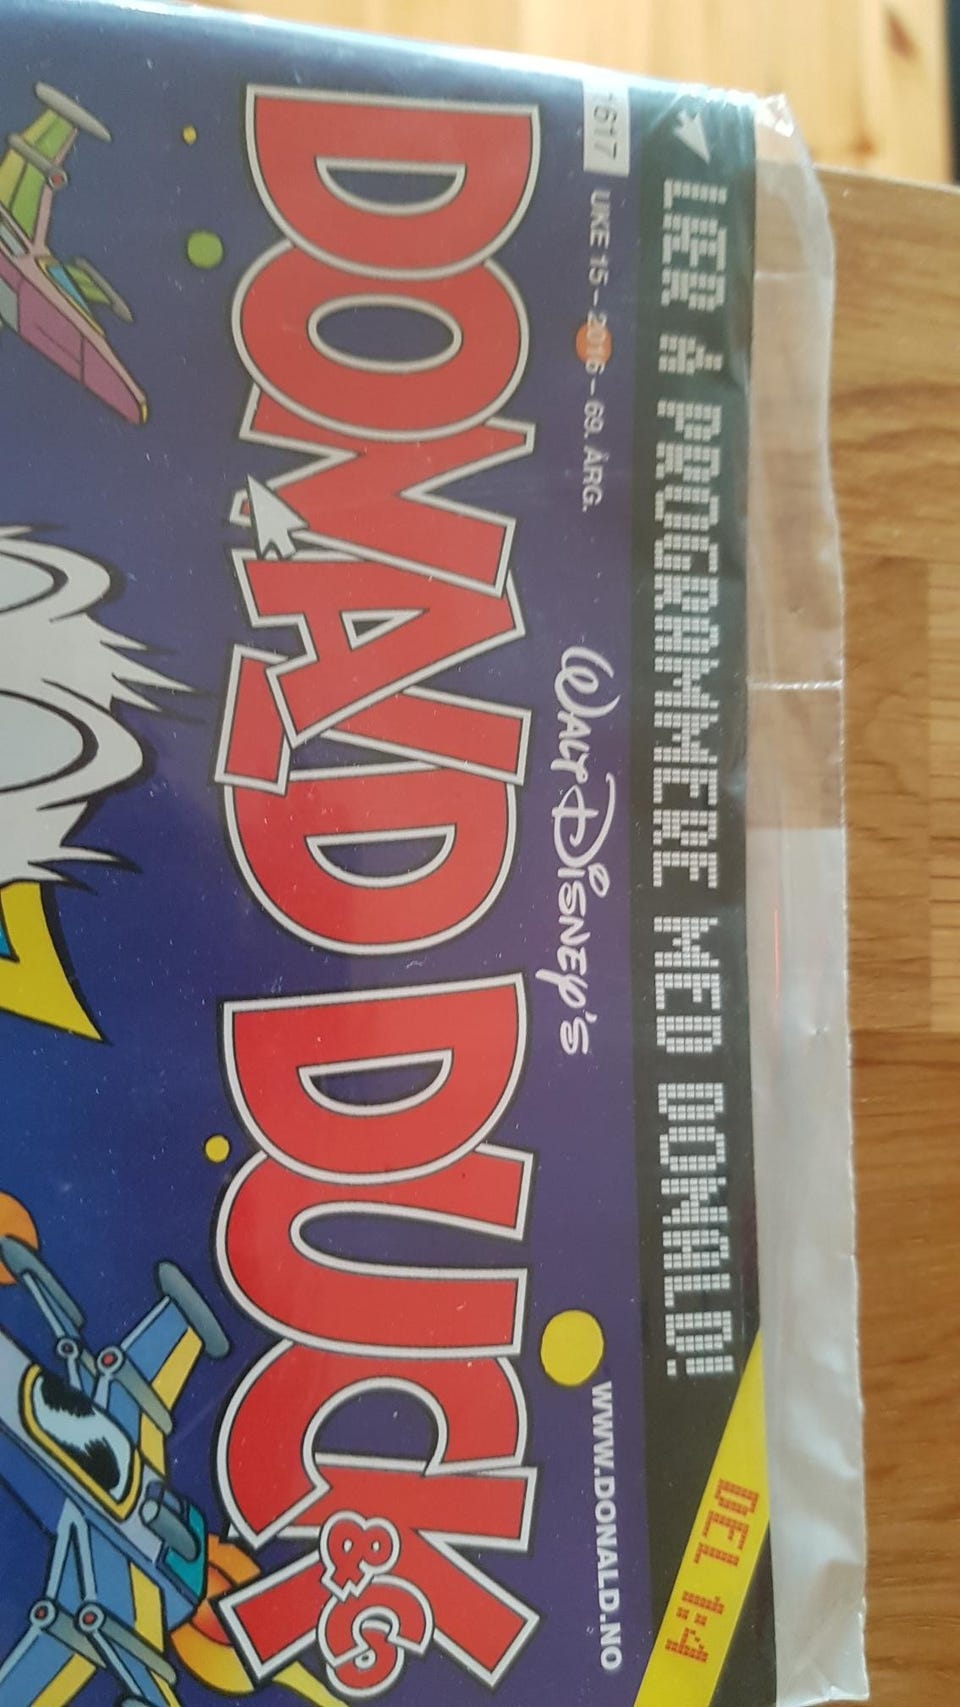 LÆR Å PROGRAMMERE MED DONALD!
DEL 1:4
1617 UKE 15 – 2016 – 69. ÅRG.
WALT DISNEY'S
WWW.DONALD.NO
DONALD DUCK & Co